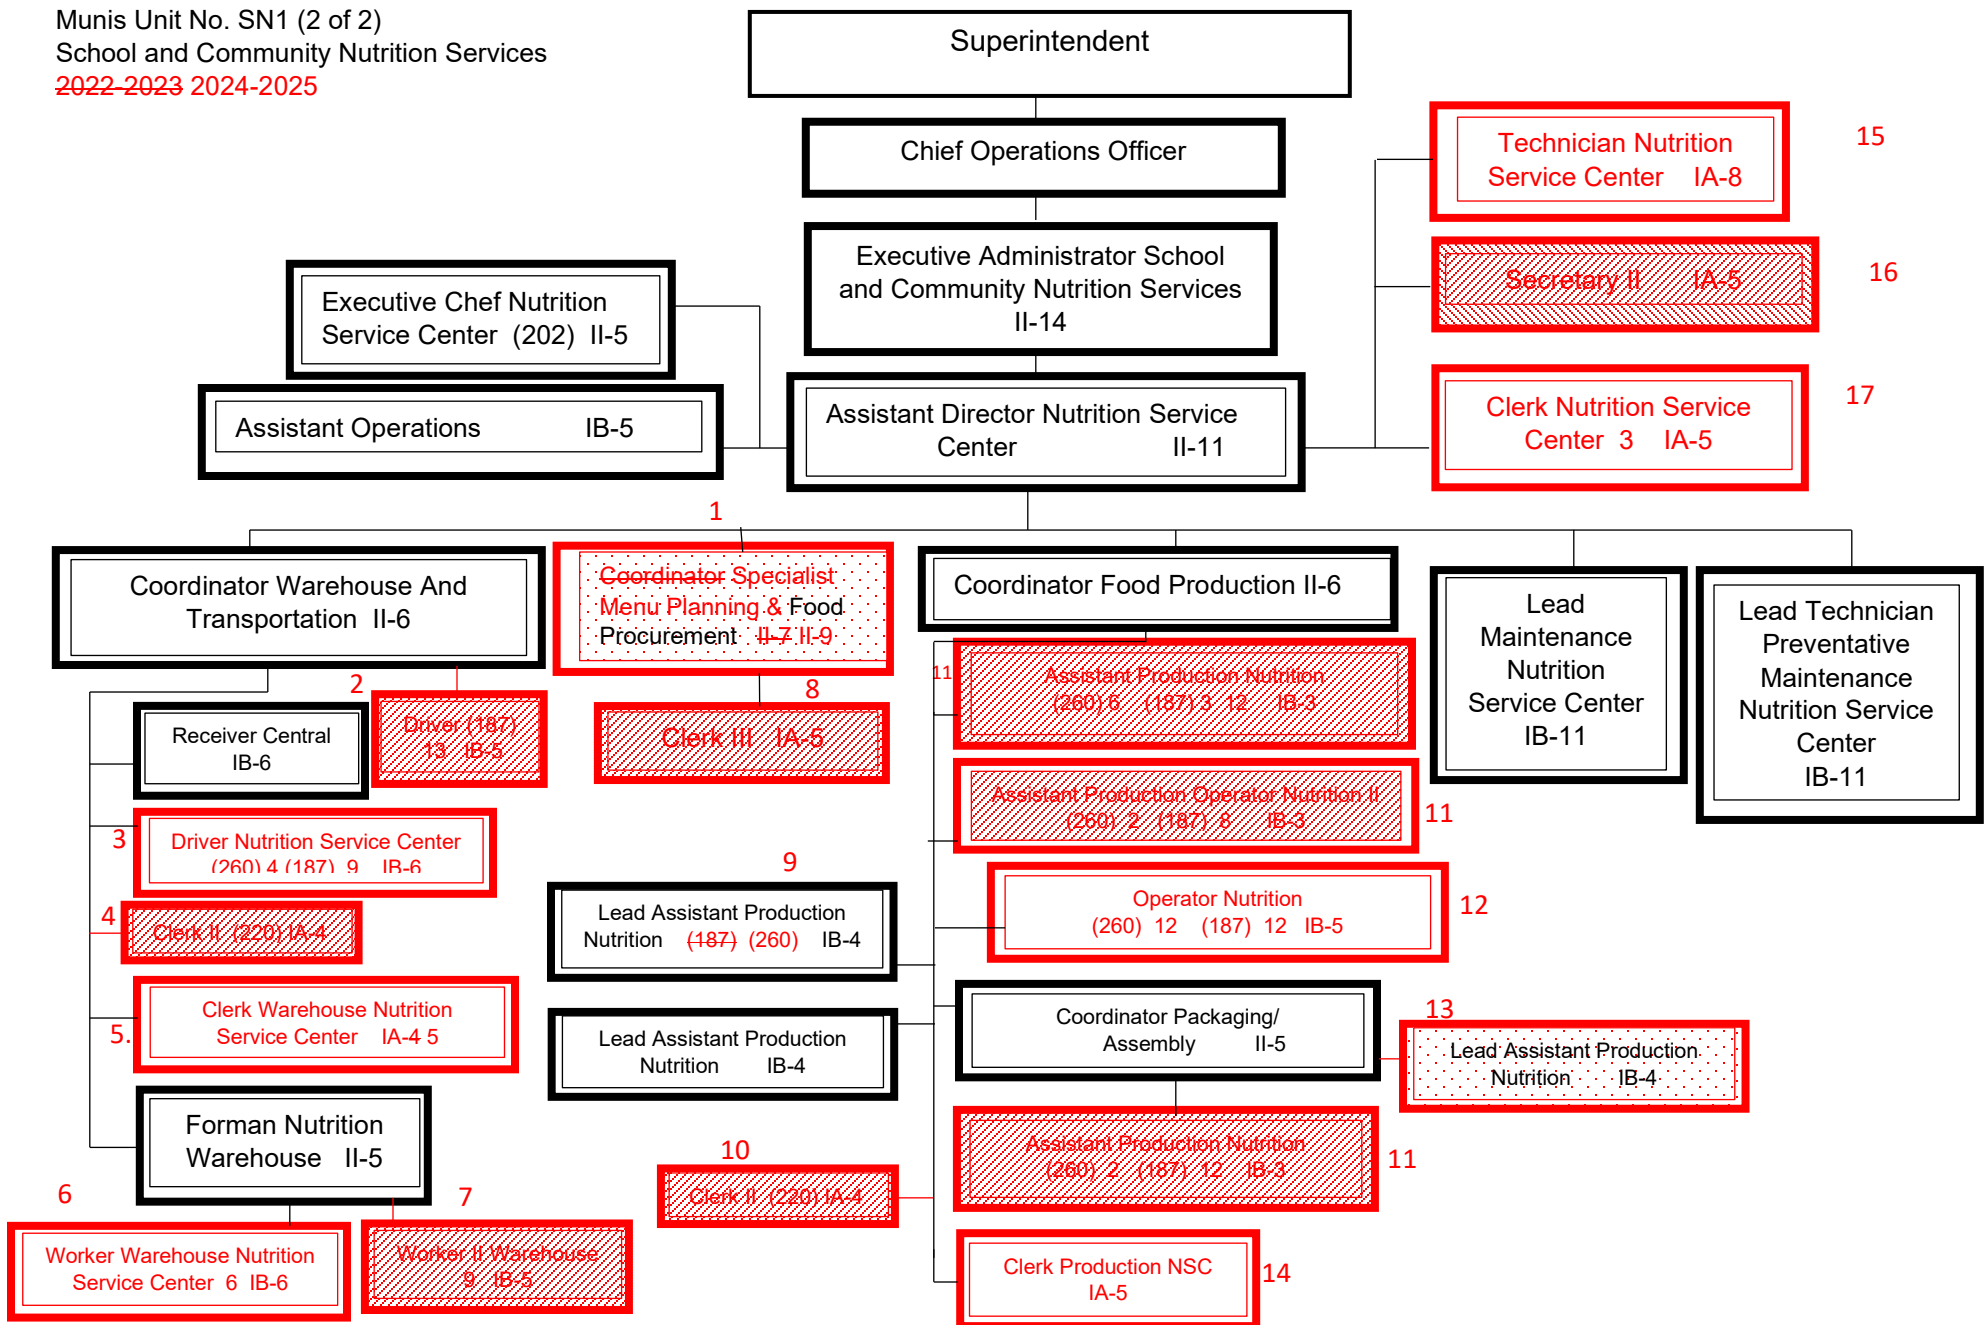 Munis Unit No. SN1 (2 of 2)
School and Community Nutrition Services
2022-2023 2024-2025
Superintendent
Chief Operations Officer
Executive Administrator School
and Community Nutrition Services
II-14
Executive Chef Nutrition
Service Center (202) II-5
Assistant Operations IB-5
Assistant Director Nutrition Service
Center II-11
Technician Nutrition
Service Center IA-8
15
Secretary II IA-5
16
Clerk Nutrition Service
Center 3 IA-5
17
1
Coordinator Warehouse And
Transportation II-6
Coordinator Specialist
Menu Planning & Food
Procurement II-7 II-9
Coordinator Food Production II-6
Lead
Maintenance
Nutrition
Service Center
IB-11
Lead Technician
Preventative
Maintenance
Nutrition Service
Center
IB-11
2
Receiver Central
IB-6
Driver (187)
13 IB-5
8
Clerk III IA-5
11
Assistant Production Nutrition
(260) 6 (187) 3 12 IB-3
Assistant Production Operator Nutrition II
(260) 2 (187) 8 IB-3
11
3
Driver Nutrition Service Center
(260) 4 (187) 9 IB-6
4
Clerk II (220) IA-4
5.
Clerk Warehouse Nutrition
Service Center IA-4 5
Forman Nutrition
Warehouse II-5
6
Worker Warehouse Nutrition
Service Center 6 IB-6
7
Worker II Warehouse
9 IB-5
9
Lead Assistant Production
Nutrition (187) (260) IB-4
Lead Assistant Production
Nutrition IB-4
10
Clerk II (220) IA-4
Operator Nutrition
(260) 12 (187) 12 IB-5
12
Coordinator Packaging/
Assembly II-5
13
Lead Assistant Production
Nutrition IB-4
Assistant Production Nutrition
(260) 2 (187) 12 IB-3
11
Clerk Production NSC
IA-5
14